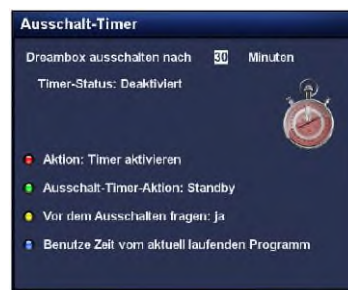 Ausschalt-Timer
Dreambox ausschalten nach 30 Minuten
Timer-Status: Deaktiviert
Aktion: Timer aktivieren
Ausschalt-Timer-Aktion: Standby
Vor dem Ausschalten fragen: ja
Benutze Zeit vom aktuell laufenden Programm